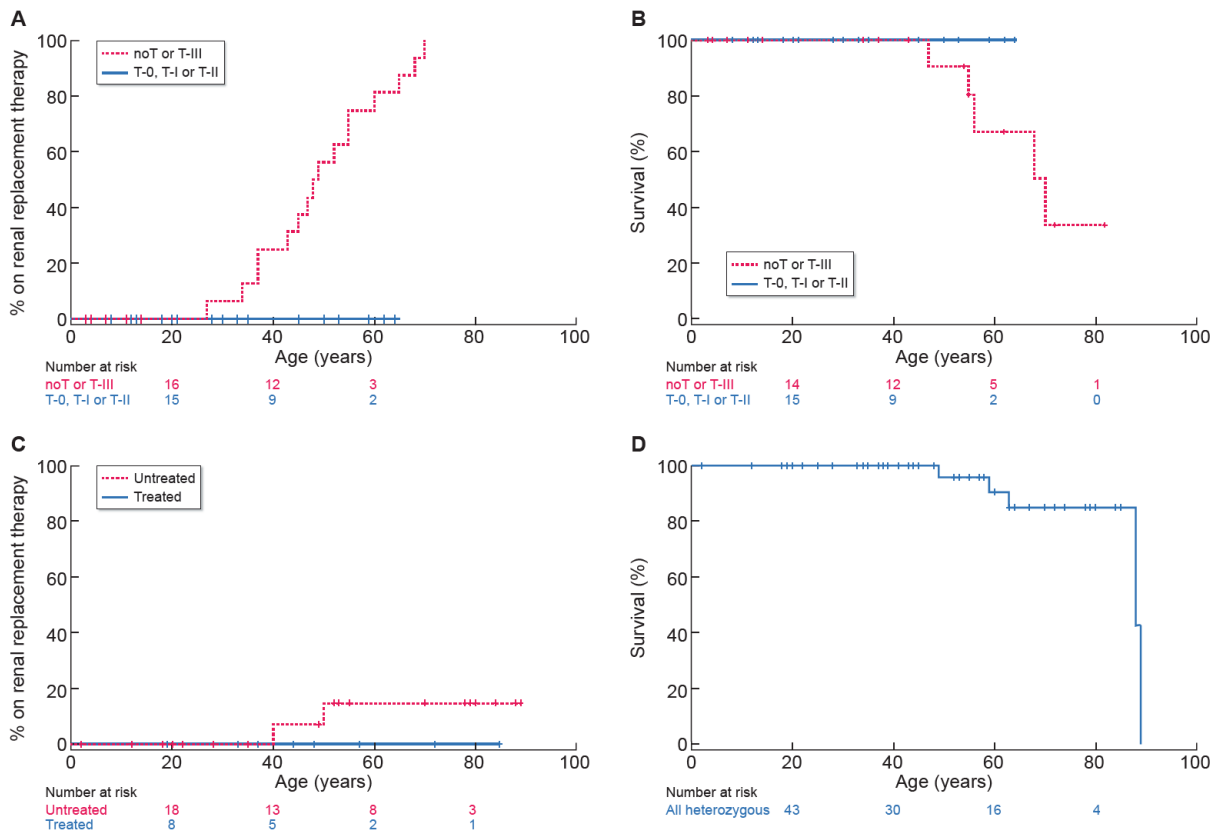 A
% on renal replacement therapy
100
80
60
40
20
0
noT or T-III
T-0, T-I or T-II
0 20 40 60 80 100
Age (years)
Number at risk
noT or T-III 16 12 3
T-0, T-I or T-II 15 9 2
B
Survival (%)
100
80
60
40
20
0
noT or T-III
T-0, T-I or T-II
0 20 40 60 80 100
Age (years)
Number at risk
noT or T-III 14 12 5 1
T-0, T-I or T-II 15 9 2 0
C
% on renal replacement therapy
100
80
60
40
20
0
Untreated
Treated
0 20 40 60 80 100
Age (years)
Number at risk
Untreated 18 13 8 3
Treated 8 5 2 1
D
Survival (%)
100
80
60
40
20
0
0 20 40 60 80 100
Age (years)
Number at risk
All heterozygous 43 30 16 4